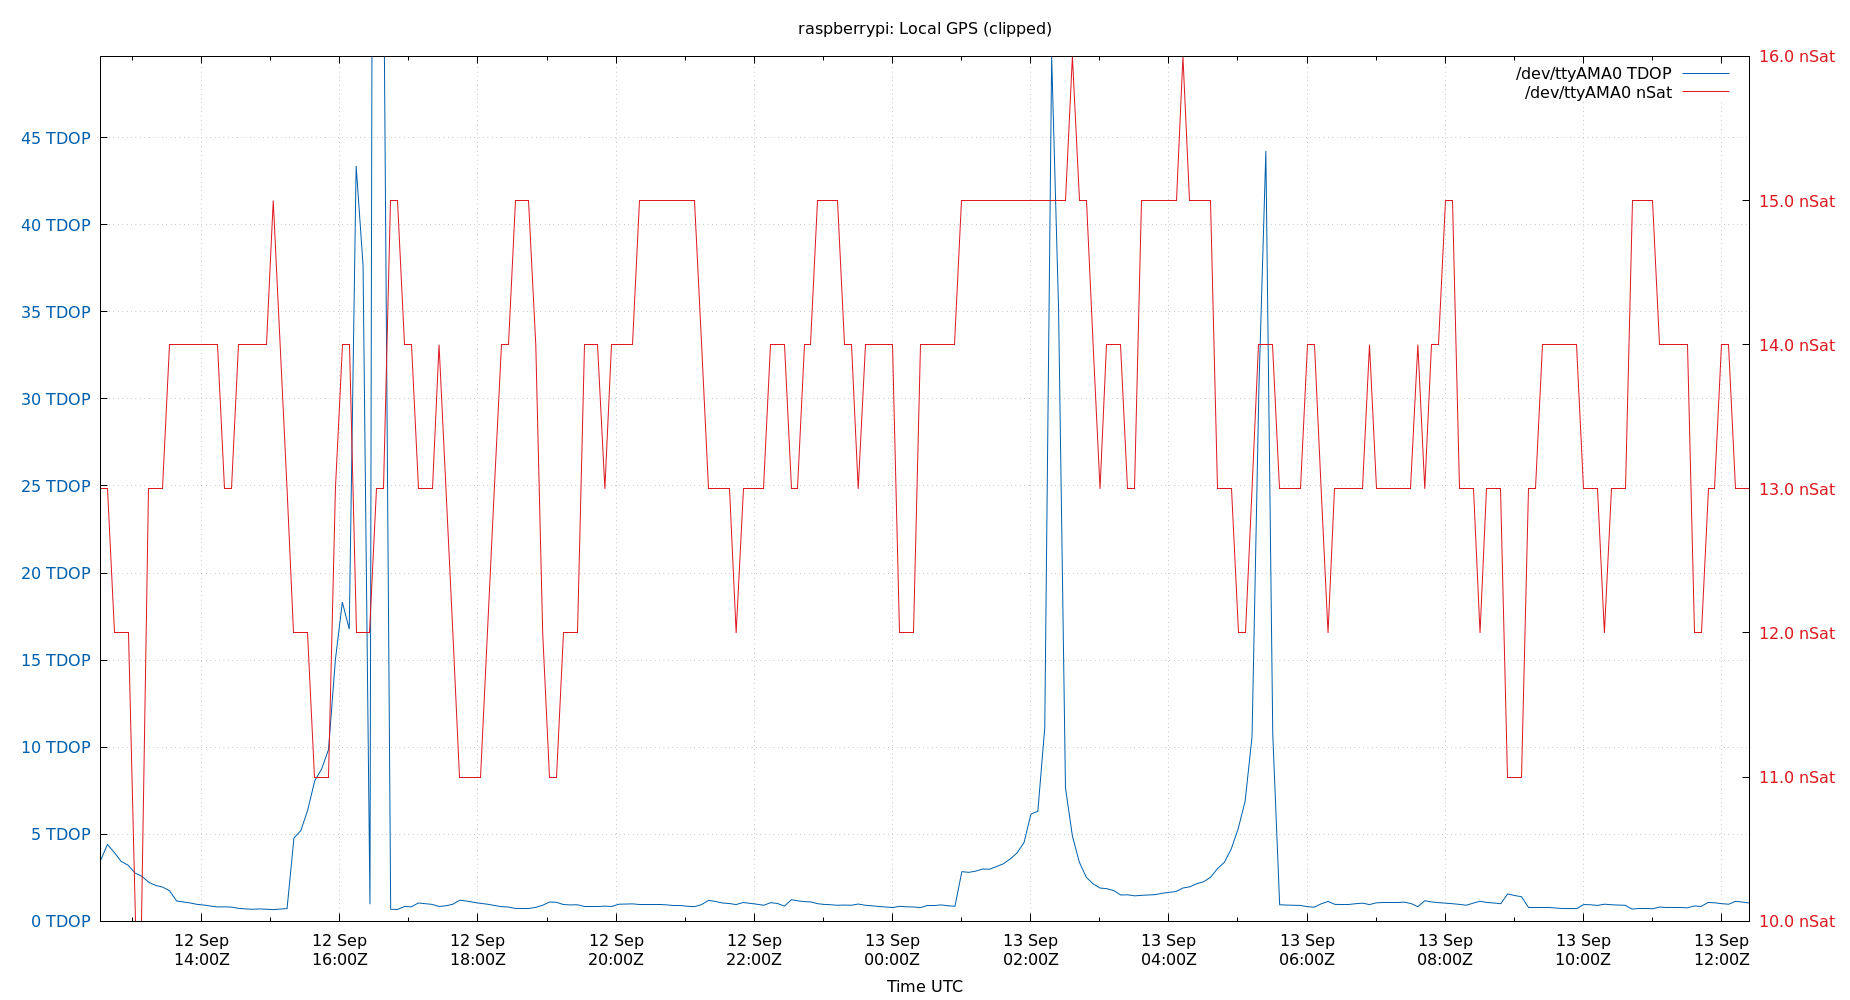 raspberrypi: Local GPS (clipped)
/dev/ttyAMA0 TDOP
/dev/ttyAMA0 nSat
45 TDOP
40 TDOP
35 TDOP
30 TDOP
25 TDOP
20 TDOP
15 TDOP
10 TDOP
5 TDOP
0 TDOP
16.0 nSat
15.0 nSat
14.0 nSat
13.0 nSat
12.0 nSat
11.0 nSat
10.0 nSat
12 Sep
14:00Z
12 Sep
16:00Z
12 Sep
18:00Z
12 Sep
20:00Z
12 Sep
22:00Z
13 Sep
00:00Z
13 Sep
02:00Z
13 Sep
04:00Z
13 Sep
06:00Z
13 Sep
08:00Z
13 Sep
10:00Z
13 Sep
12:00Z
Time UTC